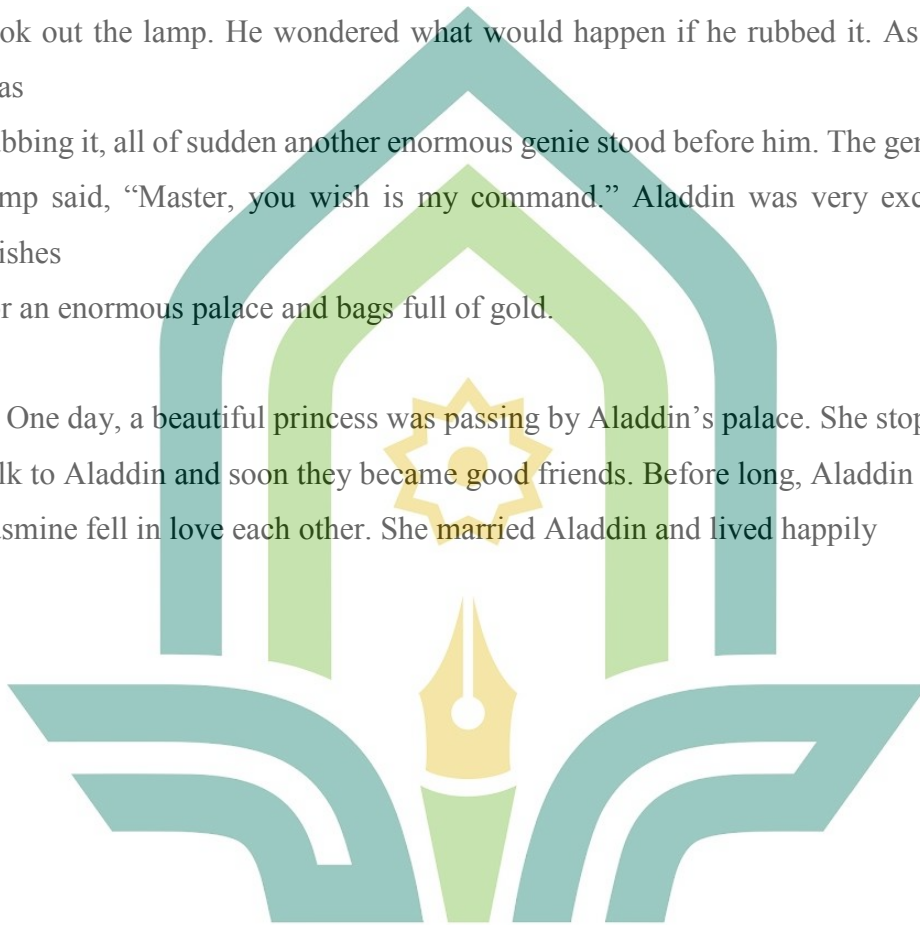 ok out the lamp. He wondered what would happen if he rubbed it. As
as
bbing it, all of sudden another enormous genie stood before him. The ger
mp said, “Master, you wish is my command.” Aladdin was very exc
ishes
r an enormous palace and bags full of gold.
One day, a beautiful princess was passing by Aladdin’s palace. She stop
lk to Aladdin and soon they became good friends. Before long, Aladdin
smine fell in love each other. She married Aladdin and lived happily